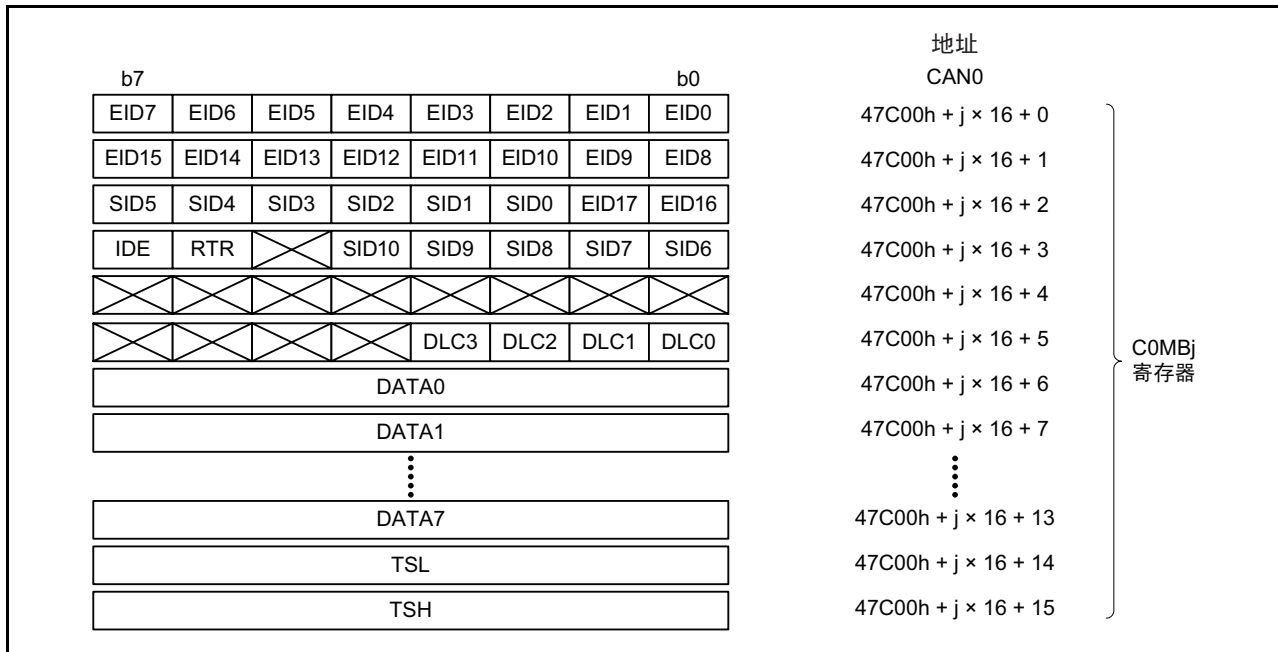 地址
b7 b0 CAN0
EID7 EID6 EID5 EID4 EID3 EID2 EID1 EID0 47C00h + j × 16 + 0
EID15 EID14 EID13 EID12 EID11 EID10 EID9 EID8 47C00h + j × 16 + 1
SID5 SID4 SID3 SID2 SID1 SID0 EID17 EID16 47C00h + j × 16 + 2
IDE RTR SID10 SID9 SID8 SID7 SID6 47C00h + j × 16 + 3
47C00h + j × 16 + 4
DLC3 DLC2 DLC1 DLC0 47C00h + j × 16 + 5
C0MBj
寄存器
DATA0 47C00h + j × 16 + 6
DATA1 47C00h + j × 16 + 7
DATA7 47C00h + j × 16 + 13
TSL 47C00h + j × 16 + 14
TSH 47C00h + j × 16 + 15